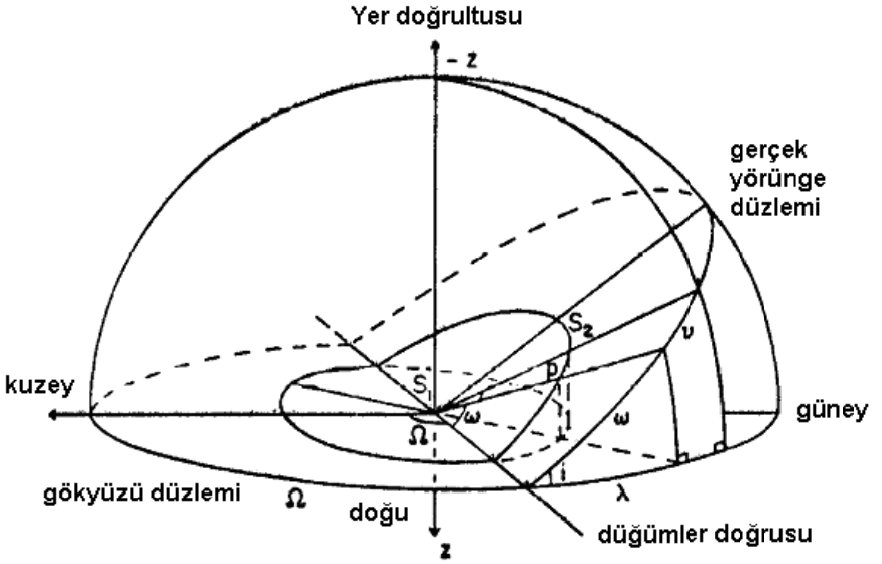 Yer doğrultusu
- z
gerçek
yörünge
düzlemi
S₂
υ
kuzey
S₁
p
ω
ω
güney
Ω
gökyüzü düzlemi
Ω
doğu
λ
z
düğümler doğrusu